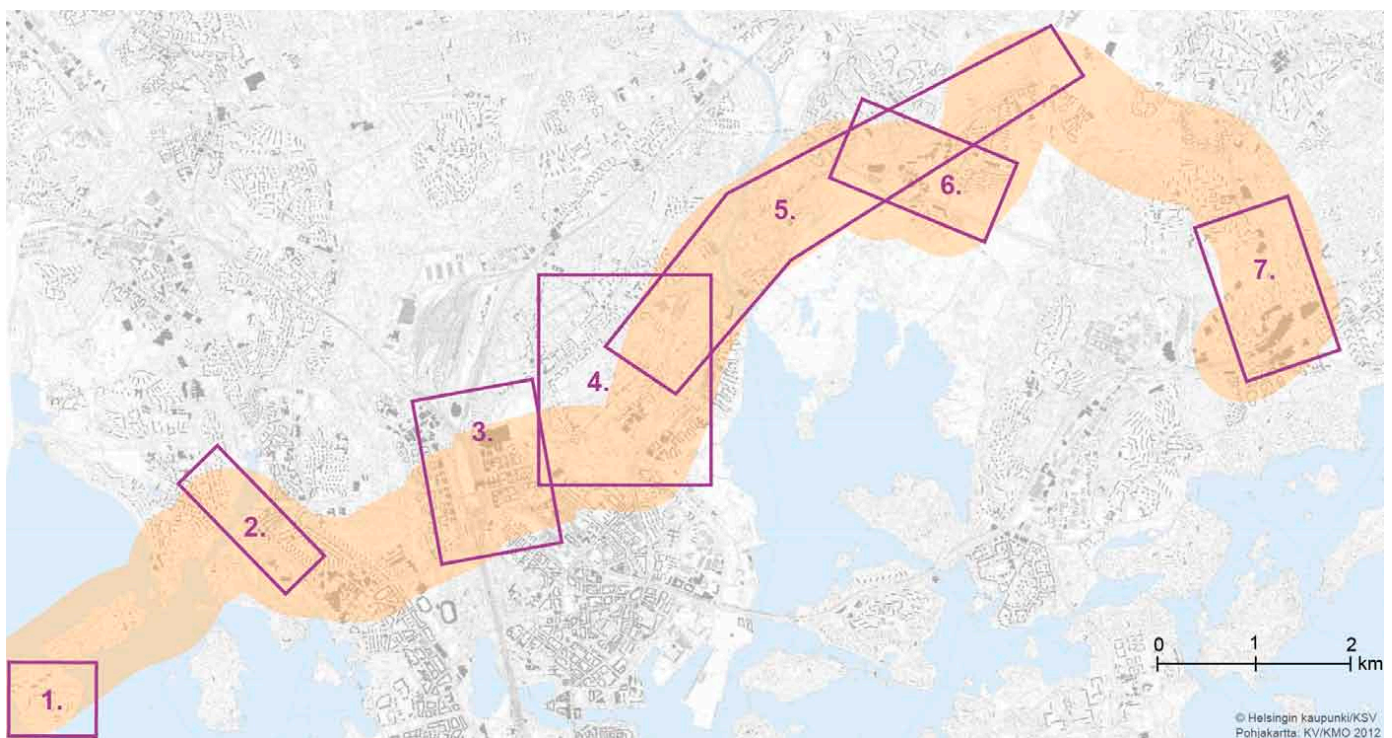 5.
6.
7.
4.
3.
2.
1.
0 1 2
km
© Helsingin kaupunki/KSV
Pohjakartta: KV/KMO 2012